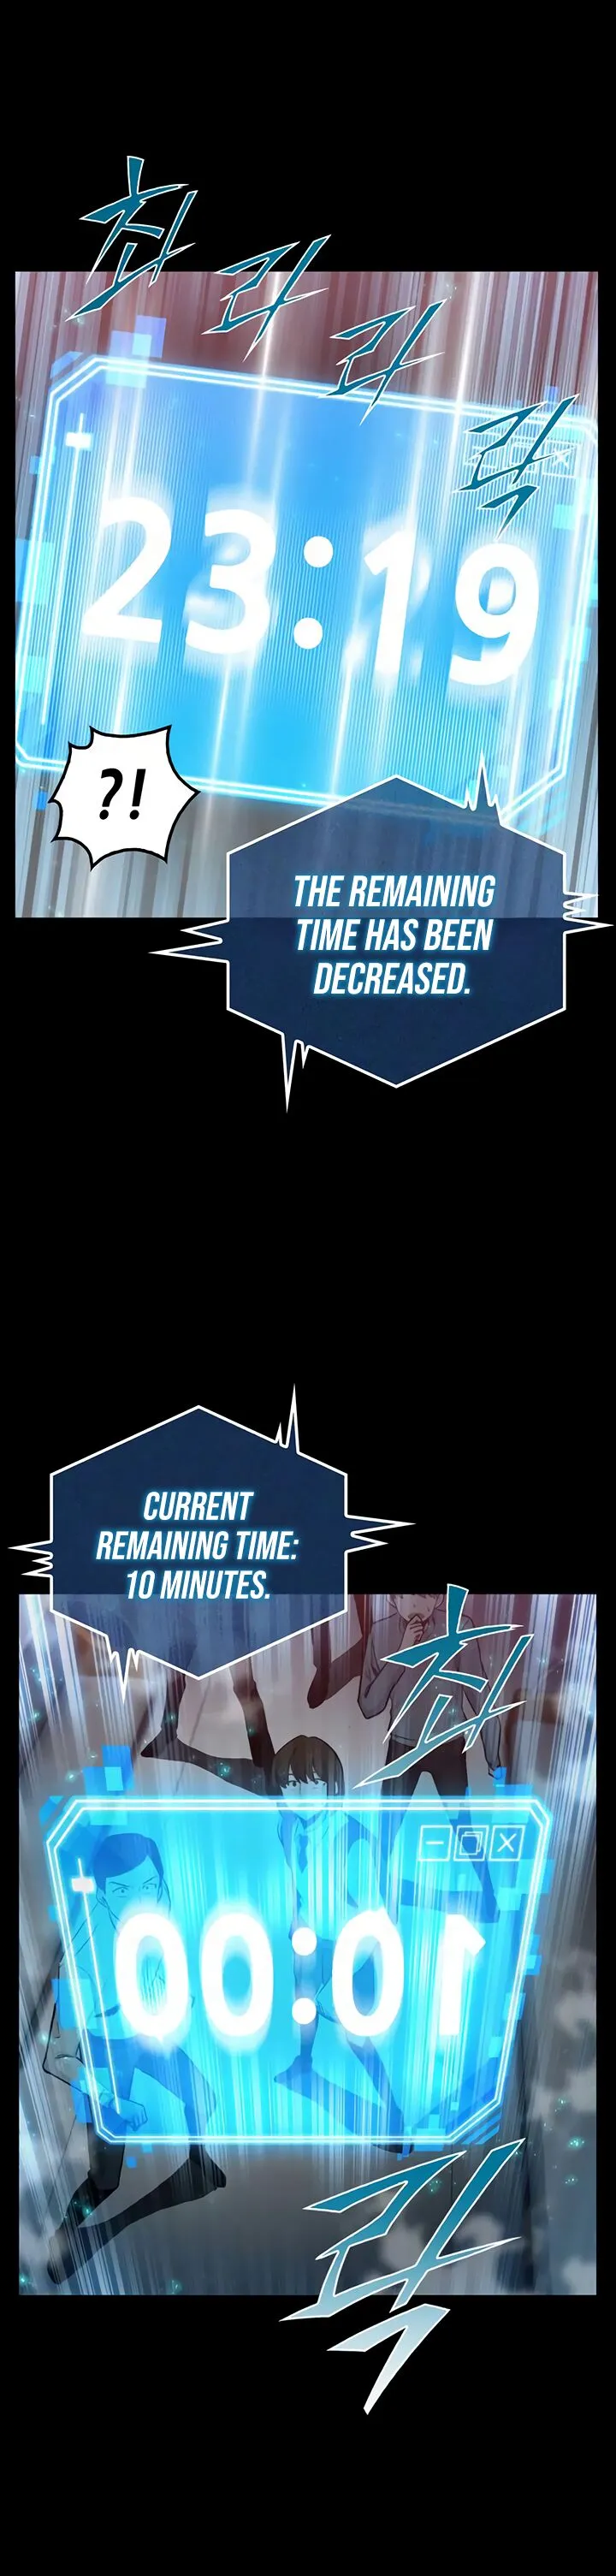 촤
라
라
락
23:19
?!
THE REMAINING
TIME HAS BEEN
DECREASED.
CURRENT
REMAINING TIME:
10 MINUTES.
촤
10:00
락